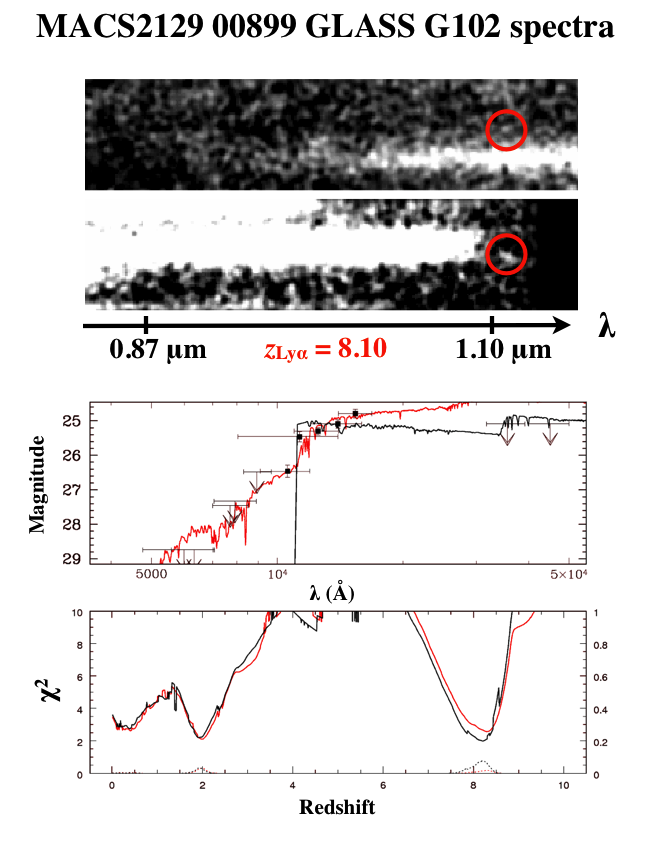 MACS2129 00899 GLASS G102 spectra
λ
0.87 μm
zLyα = 8.10
1.10 μm
Magnitude
25
26
27
28
29
5000
10⁴
5×10⁴
λ (Å)
χ²
10
8
6
4
2
0
1
0.8
0.6
0.4
0.2
0
0
2
4
6
8
10
Redshift